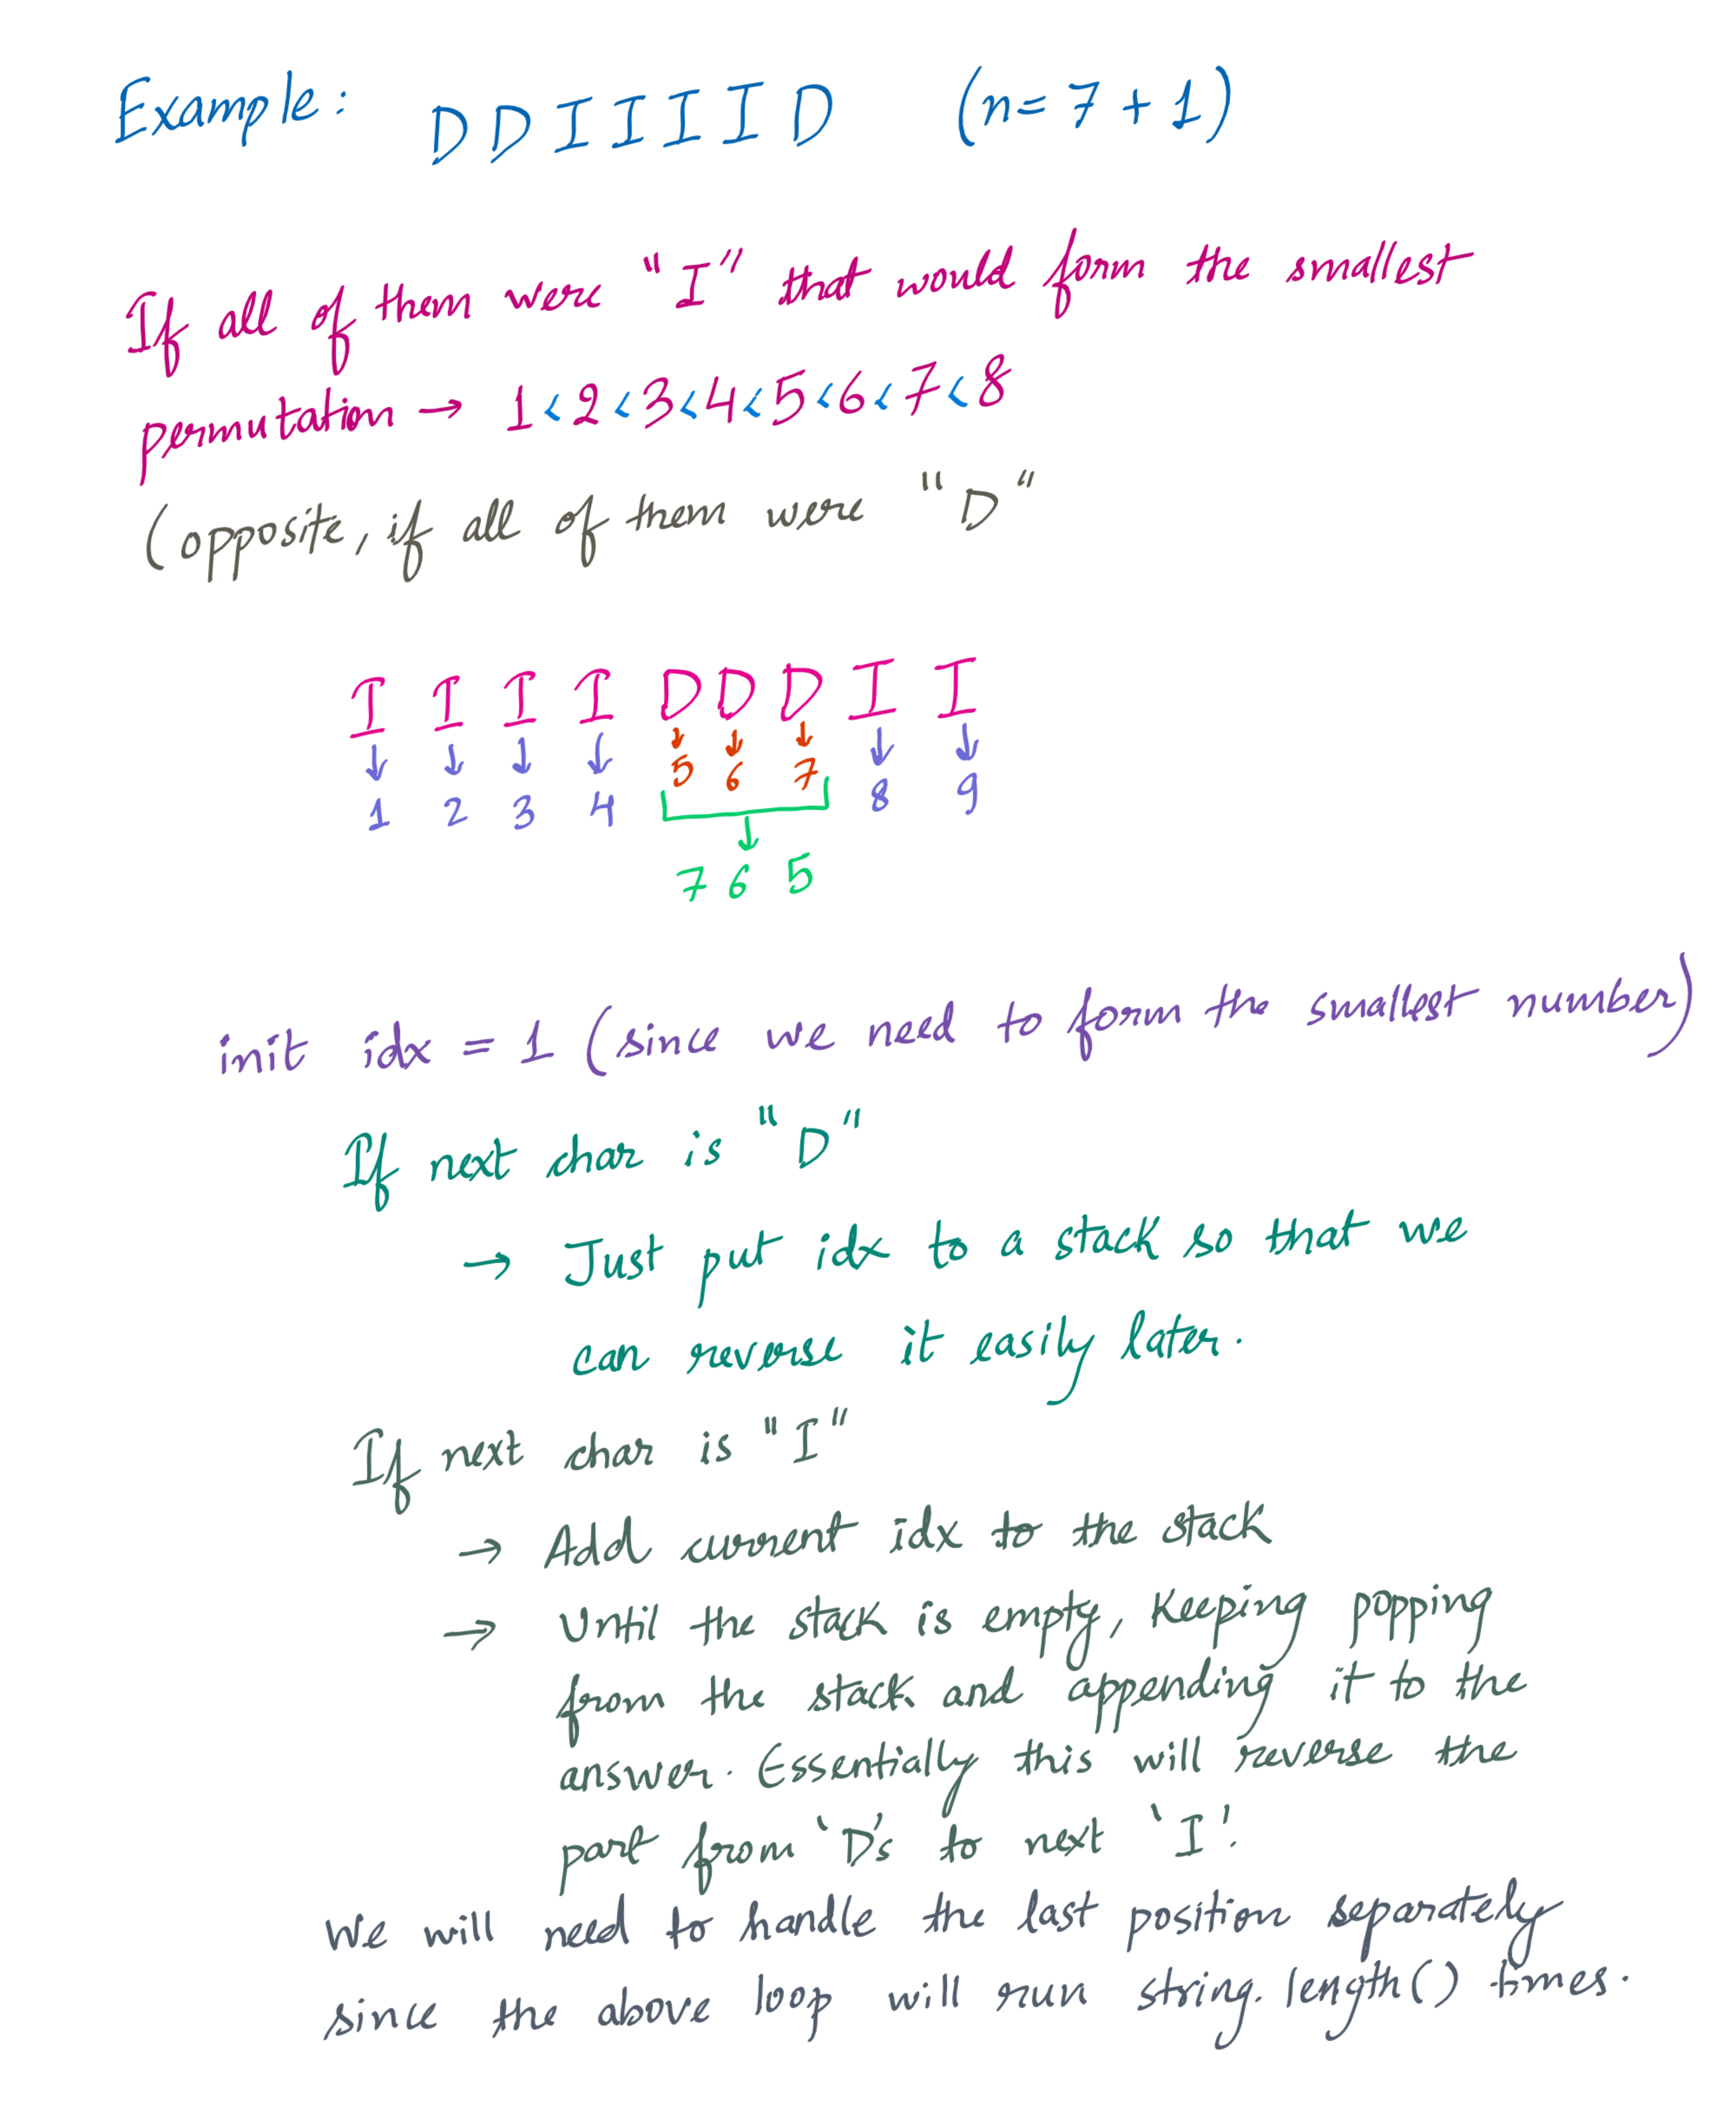 Example: DDIIIID (n=7+1)
If all of them were "I" that would form the smallest
permutation → 1<2<3<4<5<6<7<8
(opposite, if all of them were "D"
I I I I D D D I I
↓ ↓ ↓ ↓ ↓ ↓ ↓ ↓ ↓
1 2 3 4 5 6 7 8 9
↓
7 6 5
init idx = 1 (since we need to form the smallest number)
If next char is "D"
→ Just put idx to a stack so that we
can reverse it easily later.
If next char is "I"
→ Add current idx to the stack
→ Until the stack is empty, keeping popping
from the stack and appending it to the
answer. Essentially this will reverse the
part from 'D's to next 'I'.
We will need to handle the last position separately
since the above loop will run string.length() times.